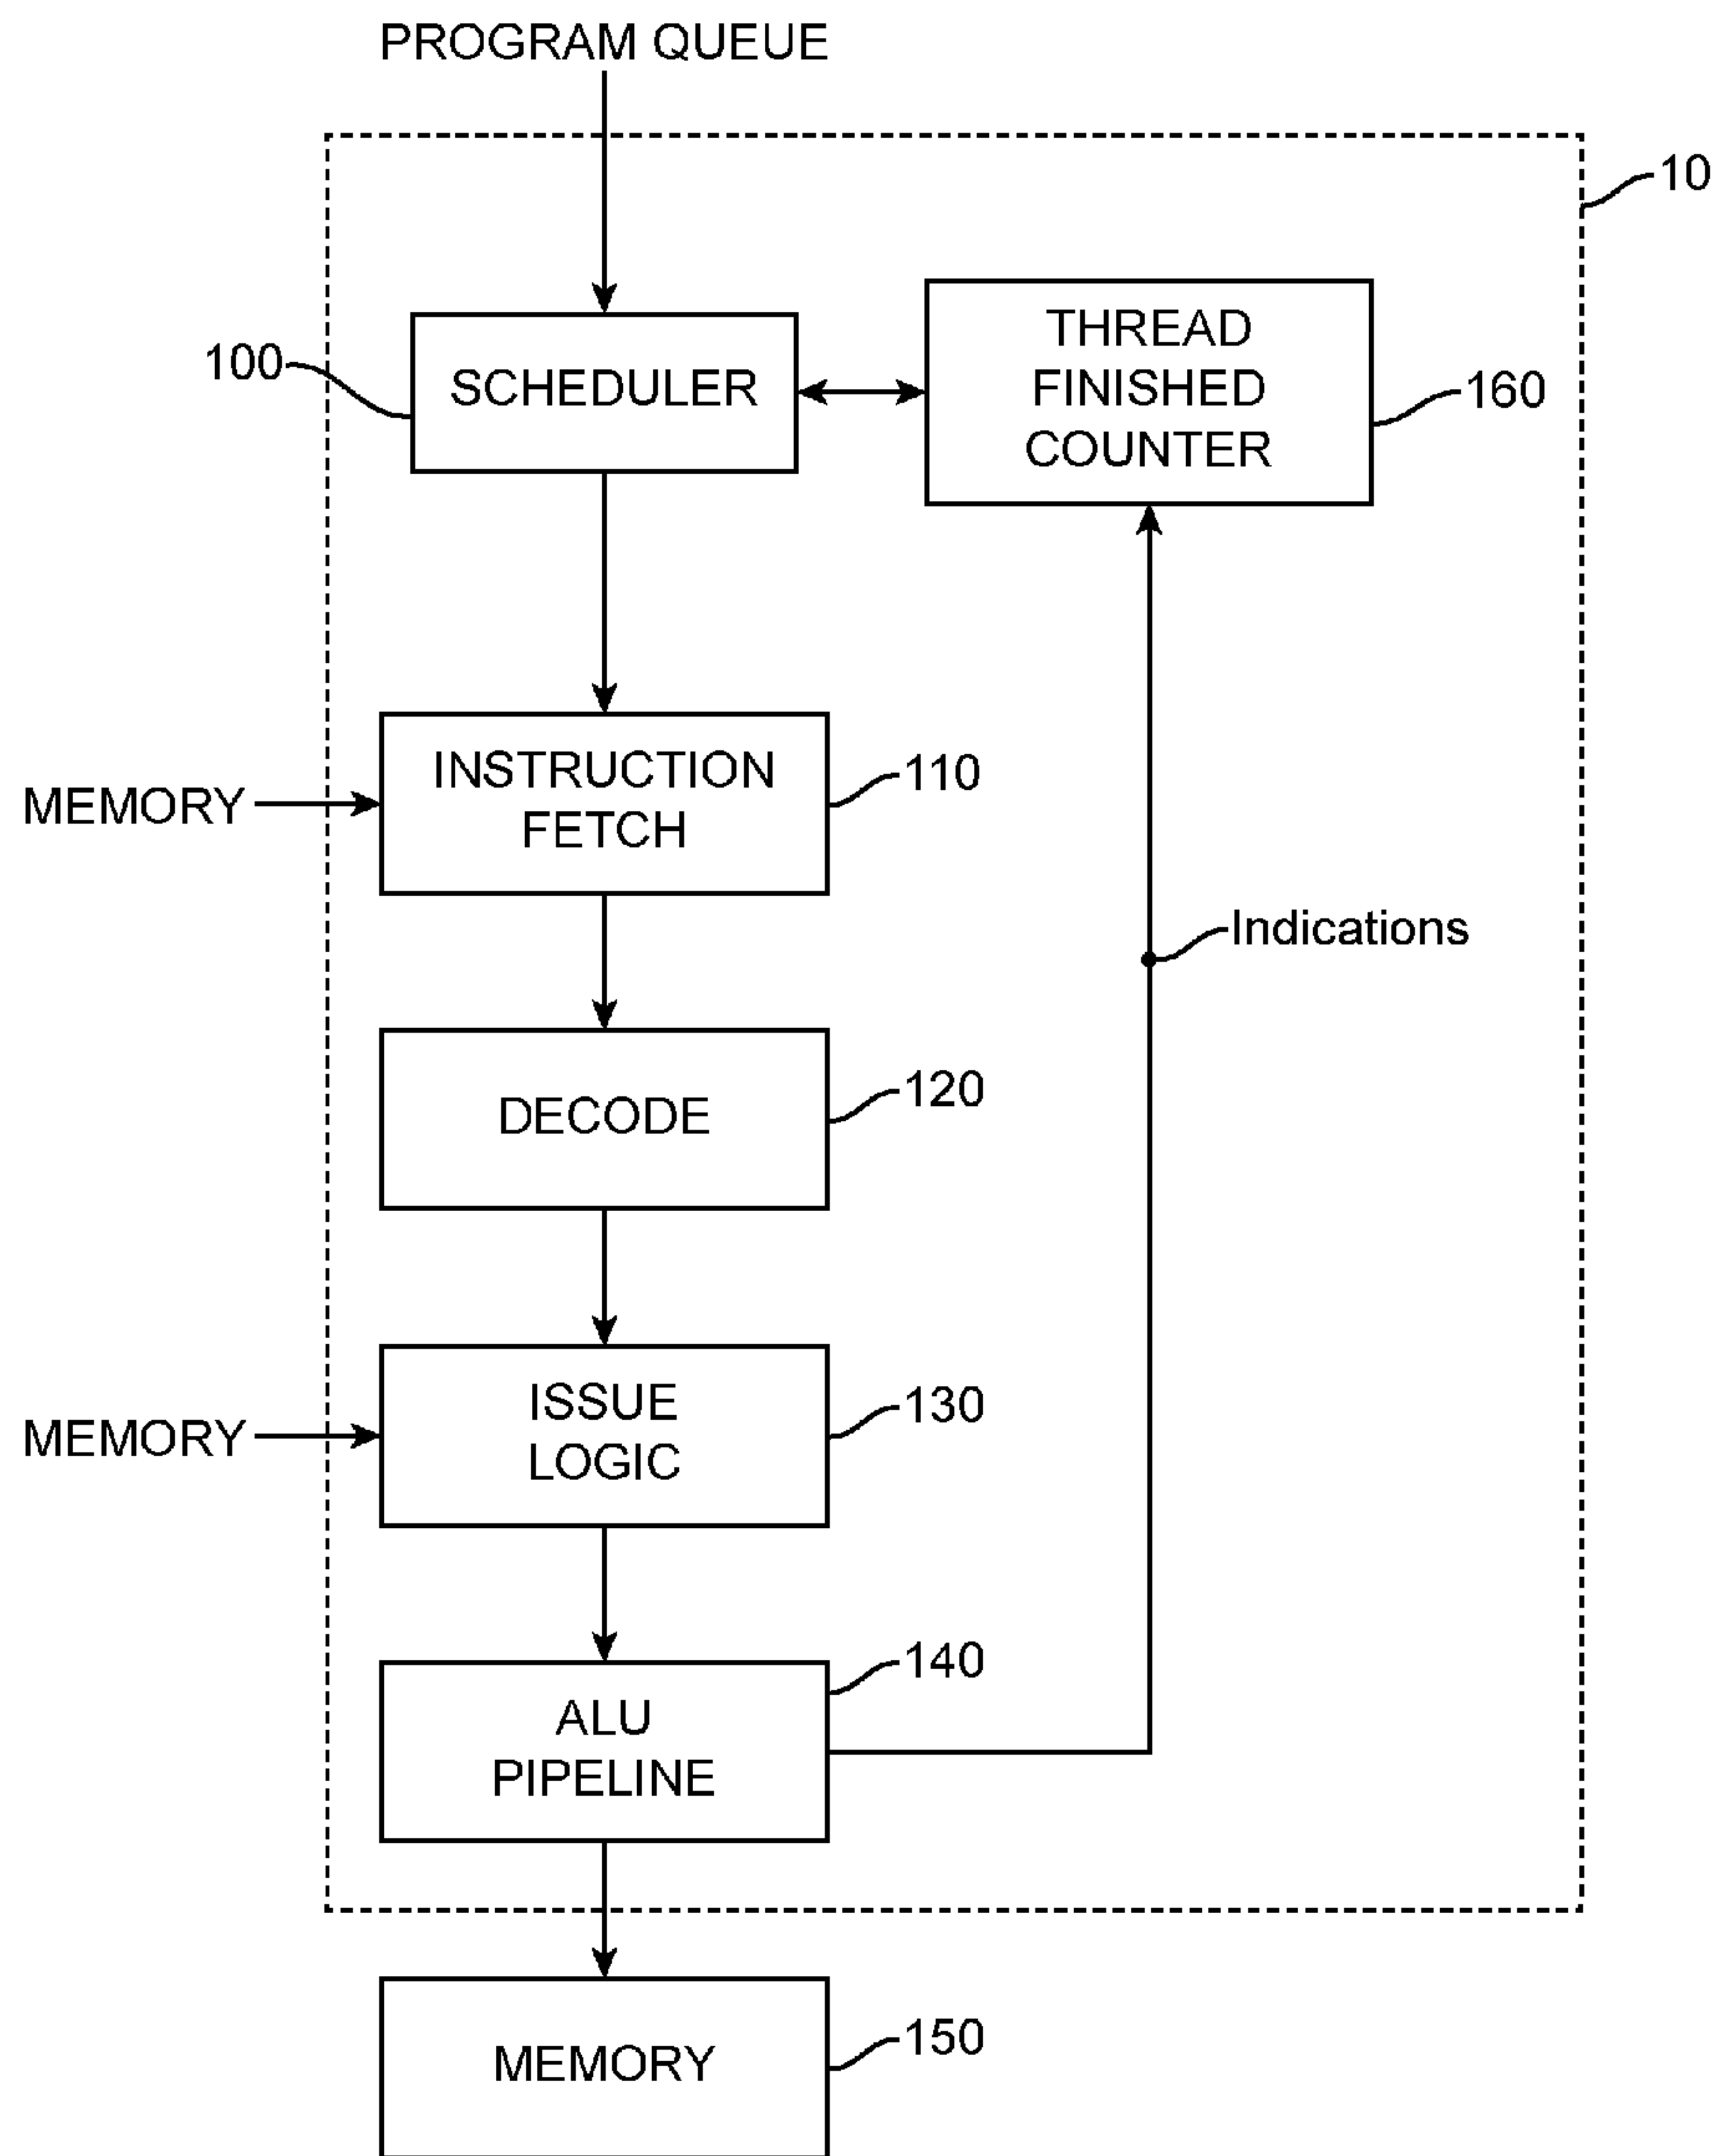 PROGRAM QUEUE
10
100
SCHEDULER
THREAD
FINISHED
COUNTER
160
MEMORY
INSTRUCTION
FETCH
110
Indications
DECODE
120
MEMORY
ISSUE
LOGIC
130
ALU
PIPELINE
140
MEMORY
150